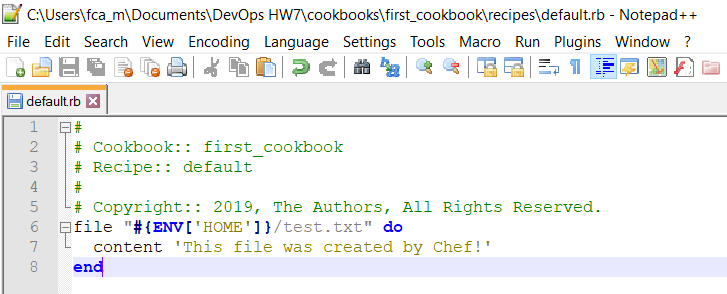 C:\Users\fca_m\Documents\DevOps HW7\cookbooks\first_cookbook\recipes\default.rb - Notepad++
File Edit Search View Encoding Language Settings Tools Macro Run Plugins Window ?
default.rb
1 #
2 # Cookbook:: first_cookbook
3 # Recipe:: default
4 #
5 # Copyright:: 2019, The Authors, All Rights Reserved.
6 file "#{ENV['HOME']}/test.txt" do
7   content 'This file was created by Chef!'
8 end